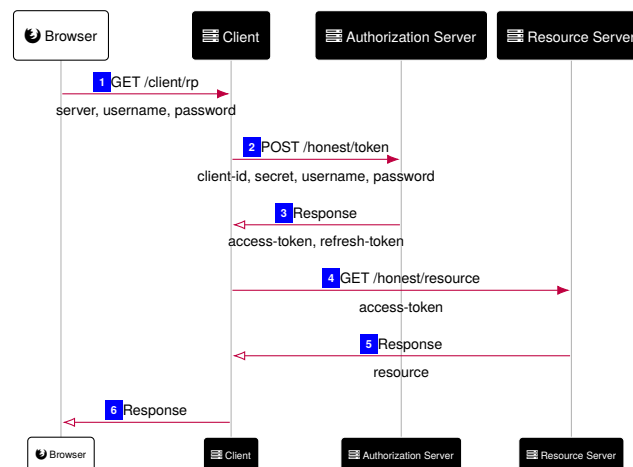 Browser
Client
Authorization Server
Resource Server
1 GET /client/rp
server, username, password
2 POST /honest/token
client-id, secret, username, password
3 Response
access-token, refresh-token
4 GET /honest/resource
access-token
5 Response
resource
6 Response
Browser
Client
Authorization Server
Resource Server